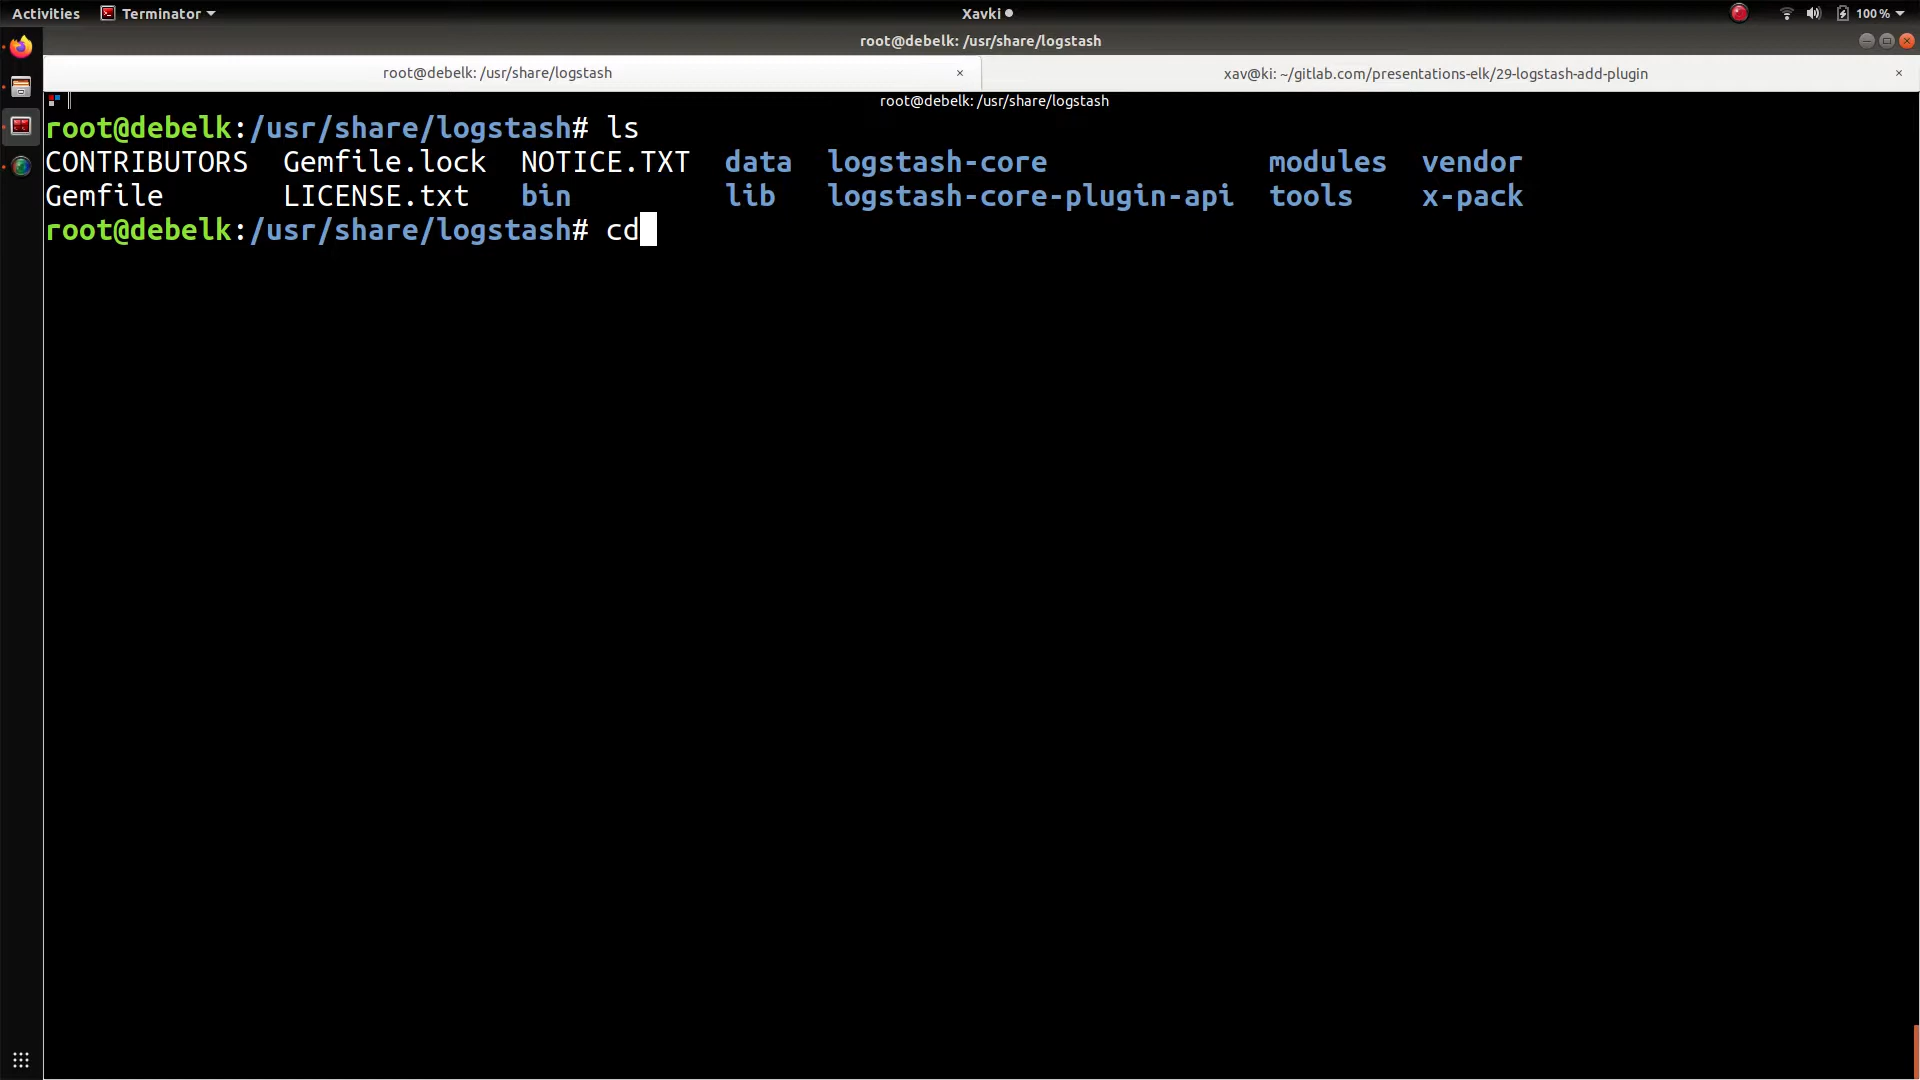 Activities Terminator Xavki 100 %
root@debelk: /usr/share/logstash
root@debelk: /usr/share/logstash × xav@ki: ~/gitlab.com/presentations-elk/29-logstash-add-plugin ×
root@debelk: /usr/share/logstash
root@debelk:/usr/share/logstash# ls
CONTRIBUTORS Gemfile.lock NOTICE.TXT data logstash-core modules vendor
Gemfile LICENSE.txt bin lib logstash-core-plugin-api tools x-pack
root@debelk:/usr/share/logstash# cd